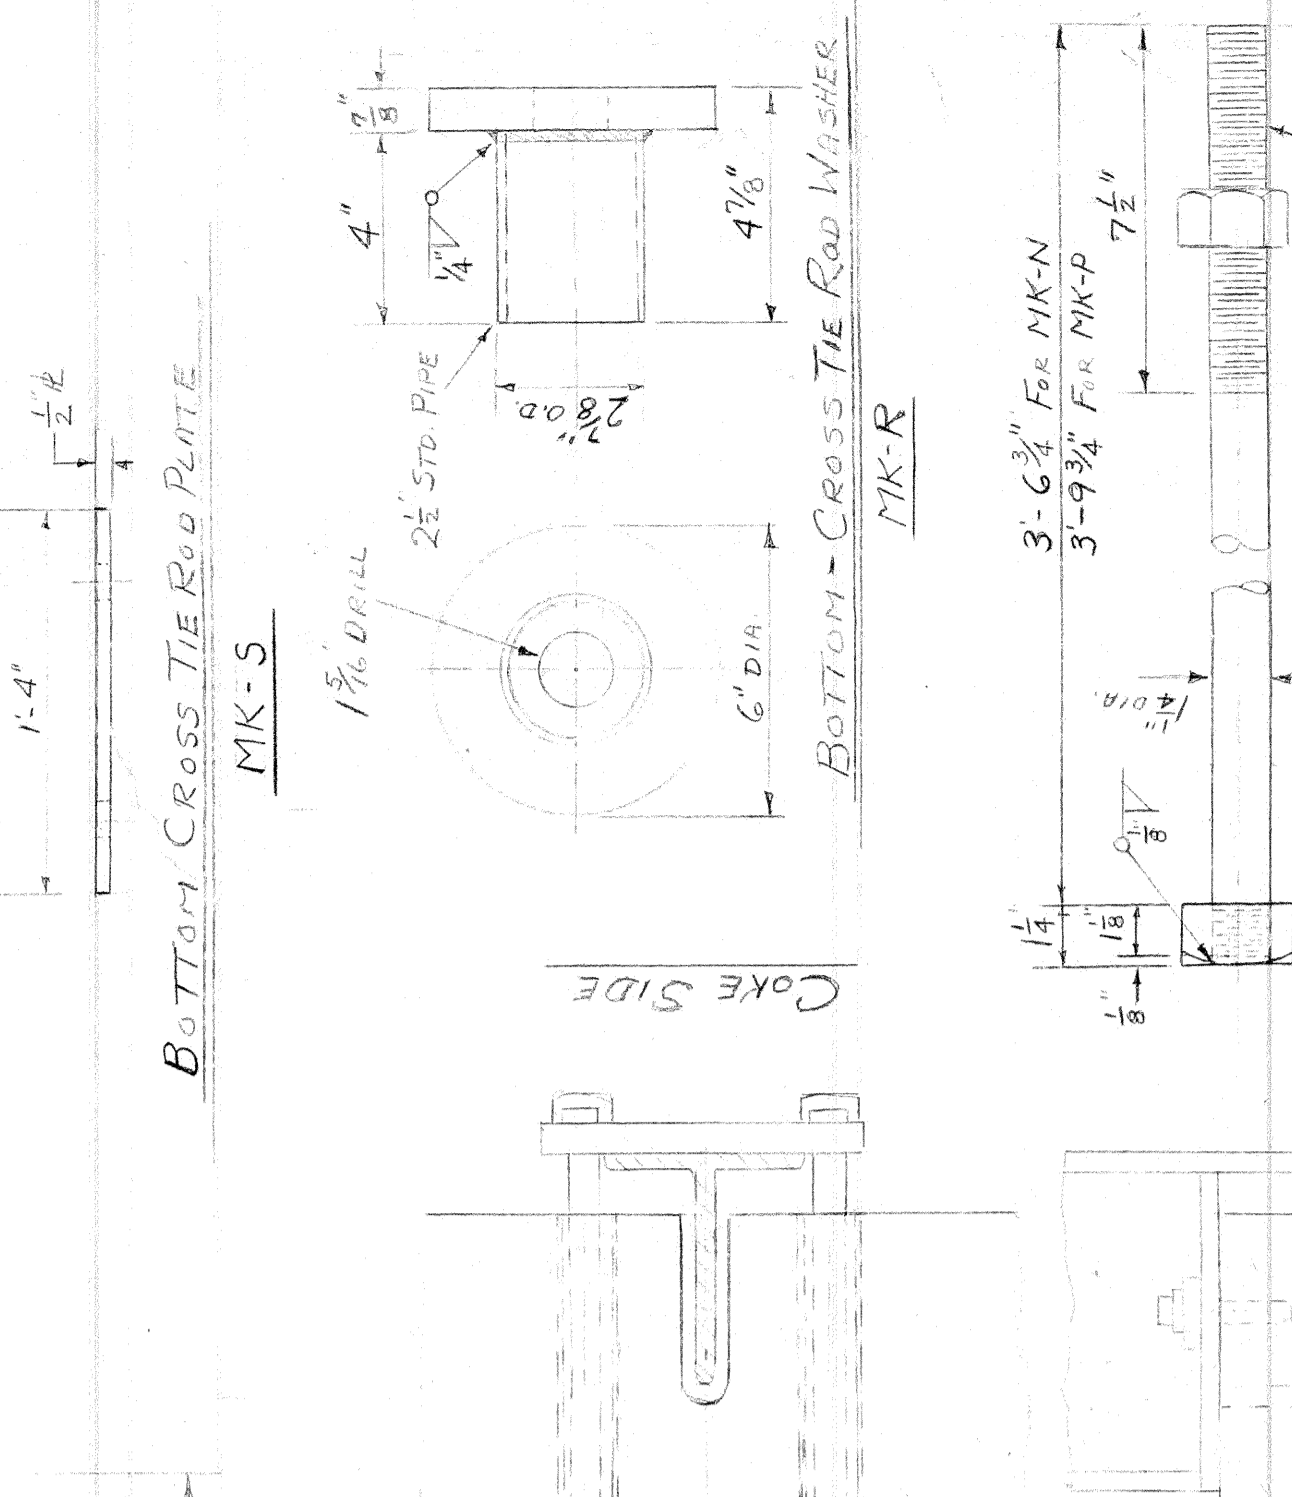 1'-4"
1/2" ℙL
BOTTOM CROSS TIE ROD PLATE
MK-S
7/8"
4"
1/4"
4 7/8"
2 7/8" O.D.
2 1/2" STD. PIPE
1 5/16" DRILL
6" DIA.
BOTTOM - CROSS TIE ROD WASHER
MK-R
COKE SIDE
3'-6 3/4" FOR MK-N
3'-9 3/4" FOR MK-P
7 1/2"
1 1/4" DIA.
1/8"
1 1/4
1 1/8"
1/8"